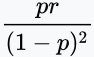 pr
(1 − p)²